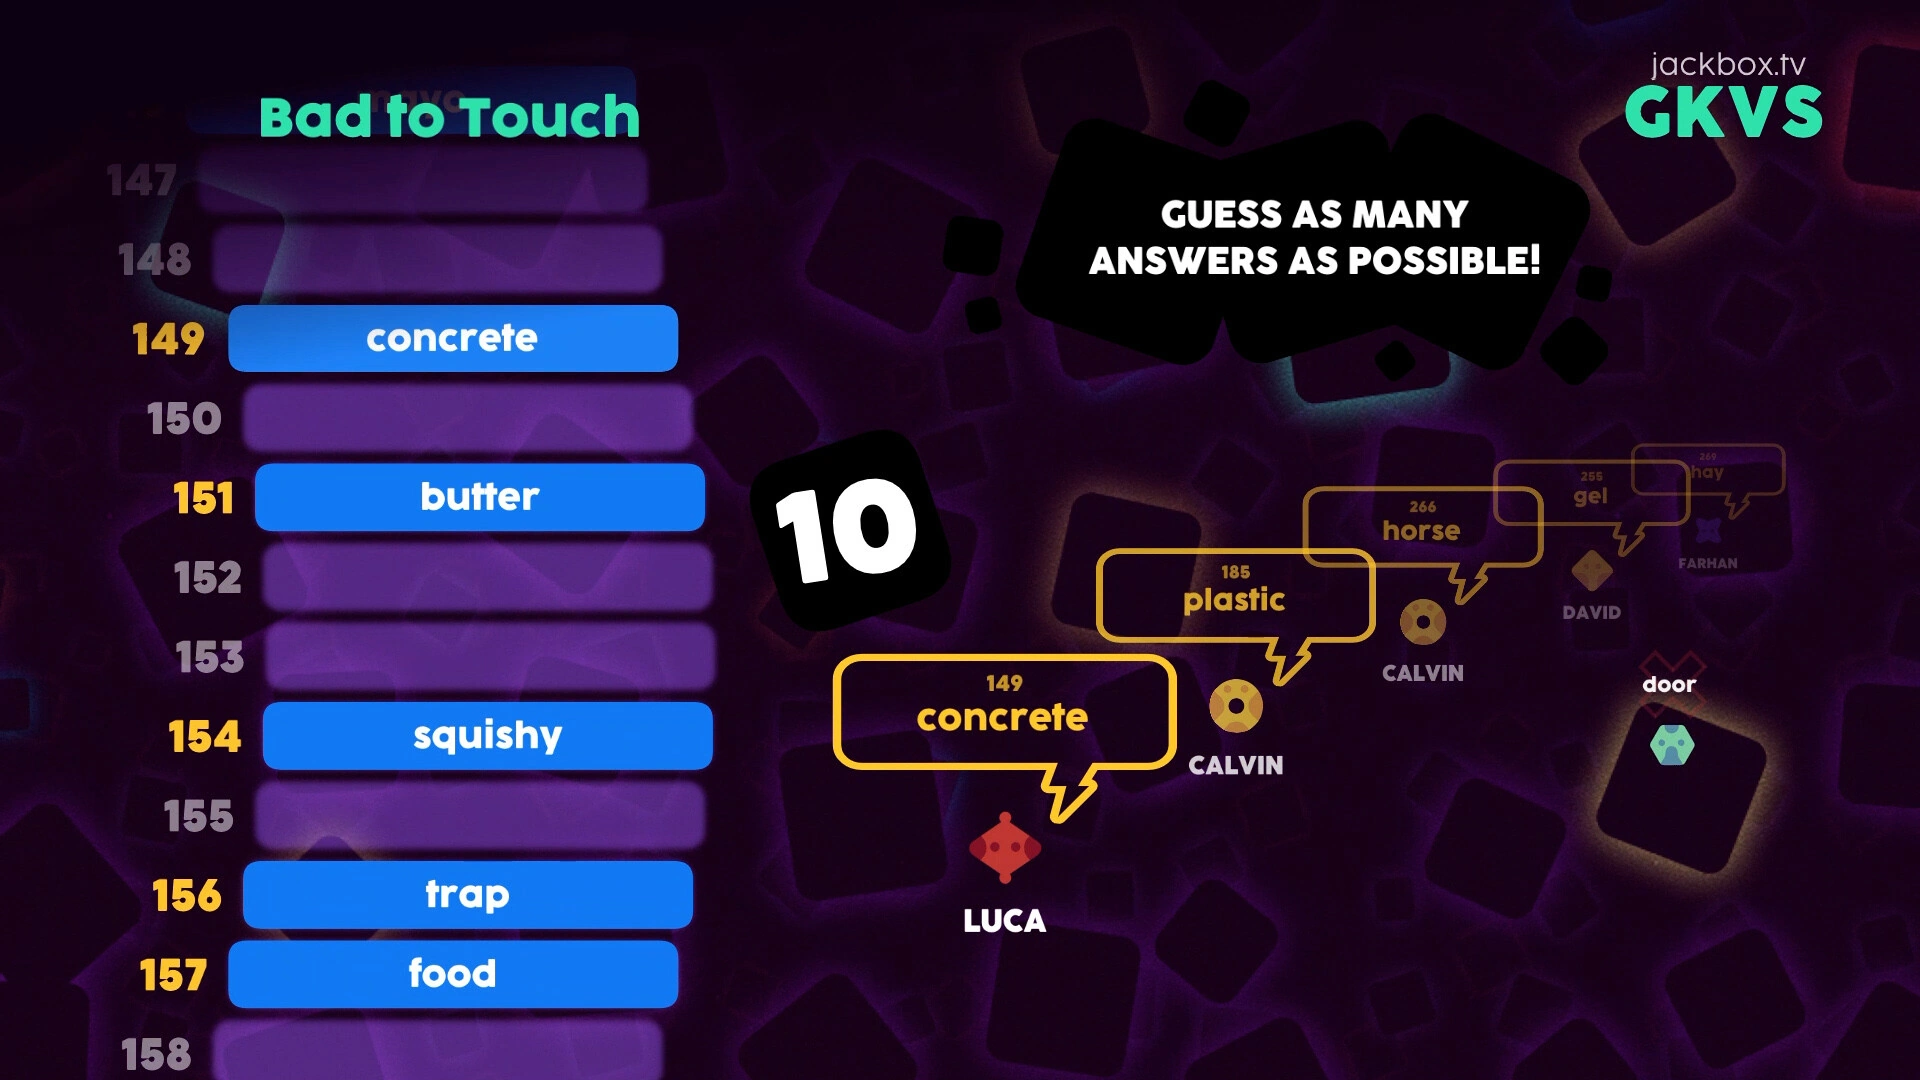 mayo
Bad to Touch
147
148
149 concrete
150
151 butter
152
153
154 squishy
155
156 trap
157 food
158
jackbox.tv
GKVS
GUESS AS MANY
ANSWERS AS POSSIBLE!
10
149
concrete
LUCA
185
plastic
CALVIN
266
horse
CALVIN
255
gel
DAVID
269
hay
FARHAN
door